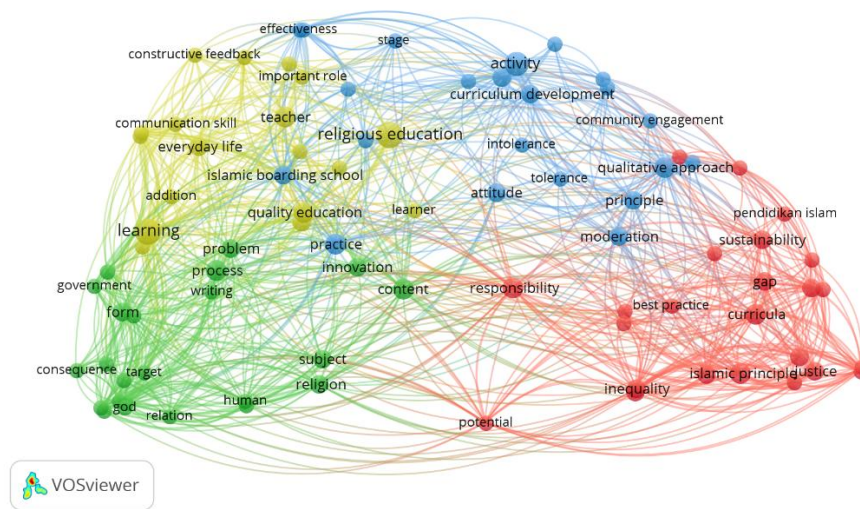 effectiveness
stage
constructive feedback
activity
important role
curriculum development
teacher
communication skill
community engagement
religious education
everyday life
intolerance
qualitative approach
islamic boarding school
tolerance
addition
attitude
principle
pendidikan islam
quality education
learner
learning
moderation
sustainability
problem
practice
process
innovation
government
gap
writing
content
responsibility
form
best practice
curricula
subject
consequence
target
islamic principle
justice
religion
inequality
human
god
relation
potential
VOSviewer